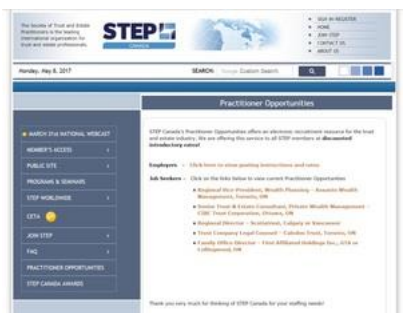 The Society of Trust and Estate
Practitioners is the leading
international organization for
trust and estate professionals.
STEP
CANADA
SIGN IN/REGISTER
HOME
JOIN STEP
CONTACT US
ABOUT US
Monday, May 8, 2017
SEARCH: Google Custom Search
Practitioner Opportunities
MARCH 31st NATIONAL WEBCAST
MEMBER'S ACCESS
PUBLIC SITE
PROGRAMS & SEMINARS
STEP WORLDWIDE
CETA
JOIN STEP
FAQ
PRACTITIONER OPPORTUNITIES
STEP CANADA AWARDS
STEP Canada's Practitioner Opportunities offers an electronic recruitment resource for the trust
and estate industry. We are offering this service to all STEP members at discounted
introductory rates!
Employers - Click here to view posting instructions and rates.
Job Seekers - Click on the links below to view current Practitioner Opportunities
Regional Vice-President, Wealth Planning - Assante Wealth
Management, Toronto, ON
Senior Trust & Estate Consultant, Private Wealth Management -
CIBC Trust Corporation, Ottawa, ON
Regional Director - Scotiatrust, Calgary or Vancouver
Trust Company Legal Counsel - Caledon Trust, Toronto, ON
Family Office Director - First Affiliated Holdings Inc., GTA or
Collingwood, ON
Thank you very much for thinking of STEP Canada for your staffing needs!